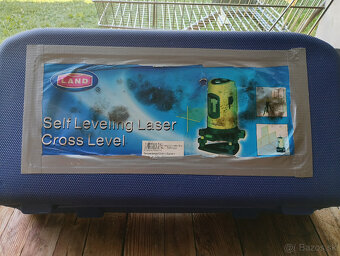 LAND
Self Leveling Laser
Cross Level
© Bazos.sk